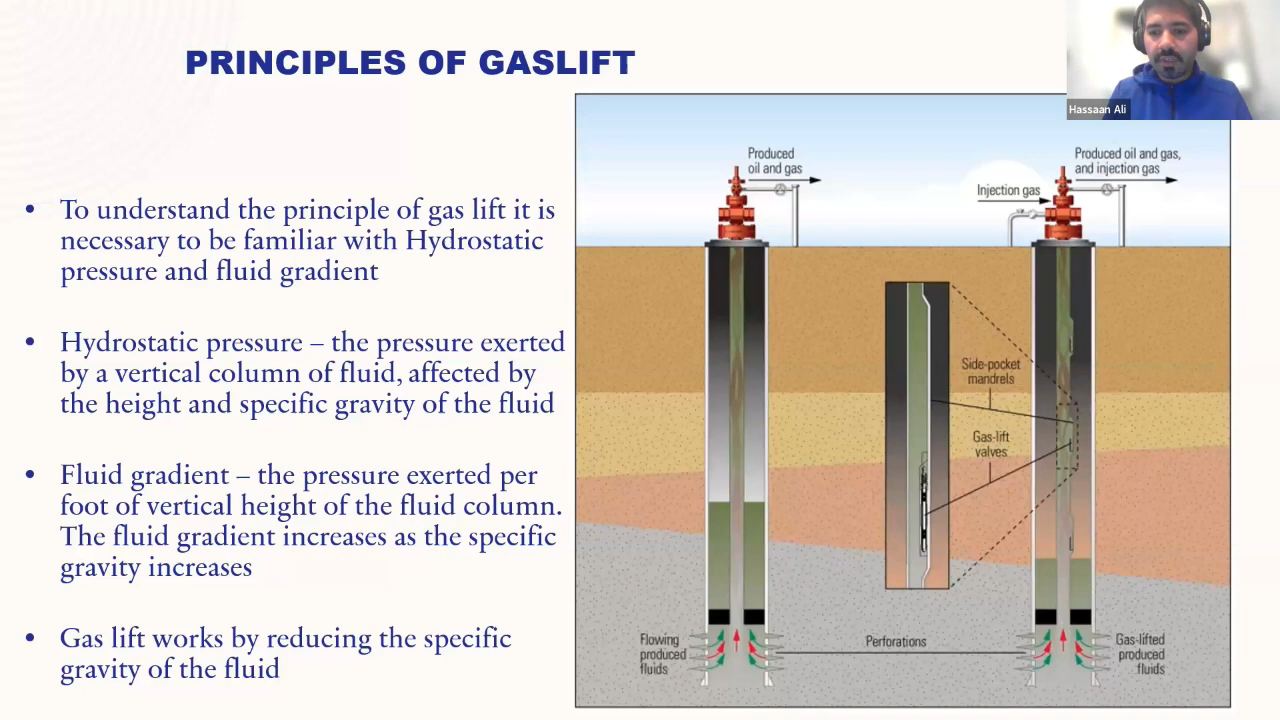 PRINCIPLES OF GASLIFT
Hassaan Ali
• To understand the principle of gas lift it is
necessary to be familiar with Hydrostatic
pressure and fluid gradient
• Hydrostatic pressure – the pressure exerted
by a vertical column of fluid, affected by
the height and specific gravity of the fluid
• Fluid gradient – the pressure exerted per
foot of vertical height of the fluid column.
The fluid gradient increases as the specific
gravity increases
• Gas lift works by reducing the specific
gravity of the fluid
Produced
oil and gas
Injection gas
Produced oil and gas,
and injection gas
Side-pocket
mandrels
Gas-lift
valves
Flowing
produced
fluids
Perforations
Gas-lifted
produced
fluids